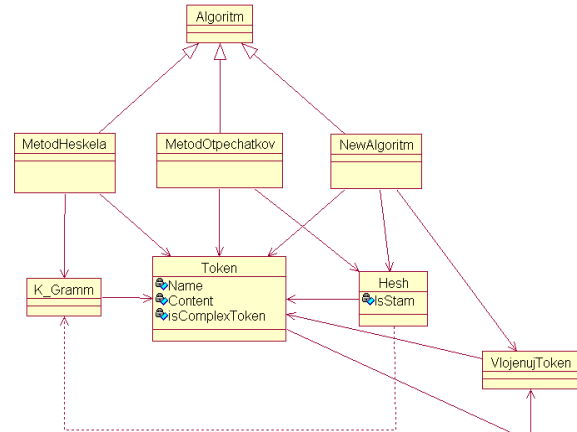 Algoritm
MetodHeskela
MetodOtpechatkov
NewAlgoritm
Token
Name
Content
isComplexToken
K_Gramm
Hesh
IsStam
VlojenujToken